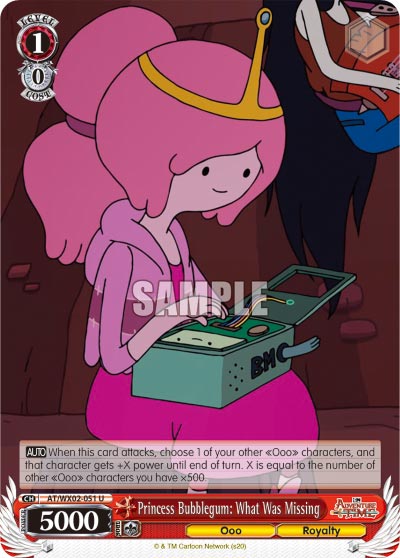 LEVEL
1
0
COST
SAMPLE
BMO
AUTO When this card attacks, choose 1 of your other «Ooo» characters, and
that character gets +X power until end of turn. X is equal to the number of
other «Ooo» characters you have ×500.
CH AT/WX02-051 U
Princess Bubblegum: What Was Missing
ADVENTURE TIME
POWER 5000
Ooo
Royalty
© & TM Cartoon Network (s20)